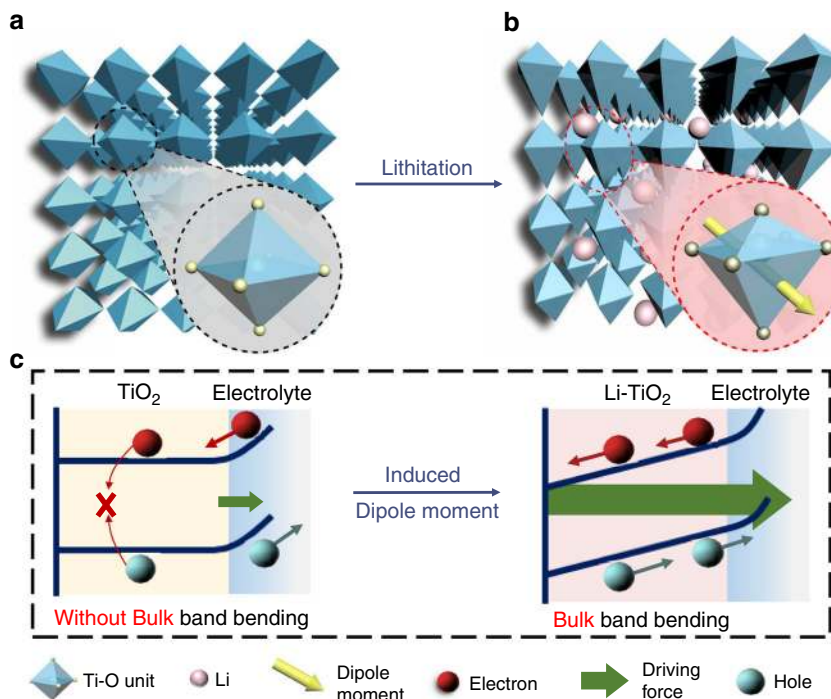 a
b
Lithitation
c
TiO₂
Electrolyte
Li-TiO₂
Electrolyte
Induced
Dipole moment
X
Without Bulk band bending
Bulk band bending
Ti-O unit
Li
Dipole
moment
Electron
Driving
force
Hole